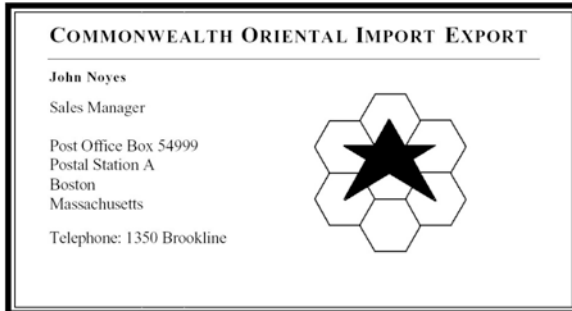 COMMONWEALTH ORIENTAL IMPORT EXPORT
John Noyes
Sales Manager
Post Office Box 54999
Postal Station A
Boston
Massachusetts
Telephone: 1350 Brookline